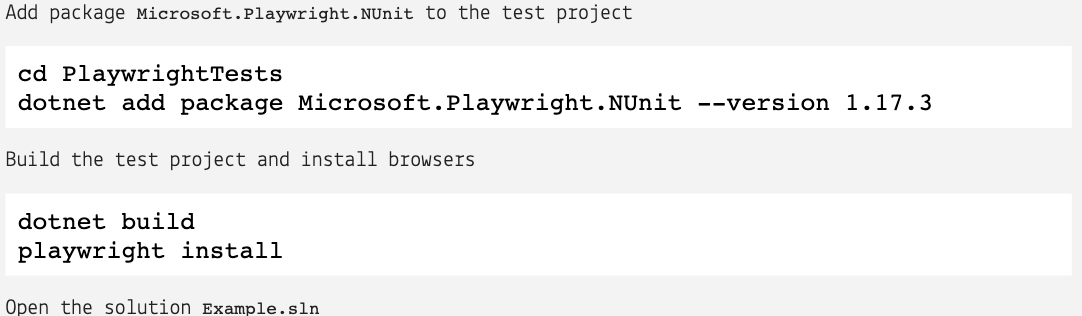 Add package Microsoft.Playwright.NUnit to the test project
cd PlaywrightTests
dotnet add package Microsoft.Playwright.NUnit --version 1.17.3
Build the test project and install browsers
dotnet build
playwright install
Open the solution Example.sln